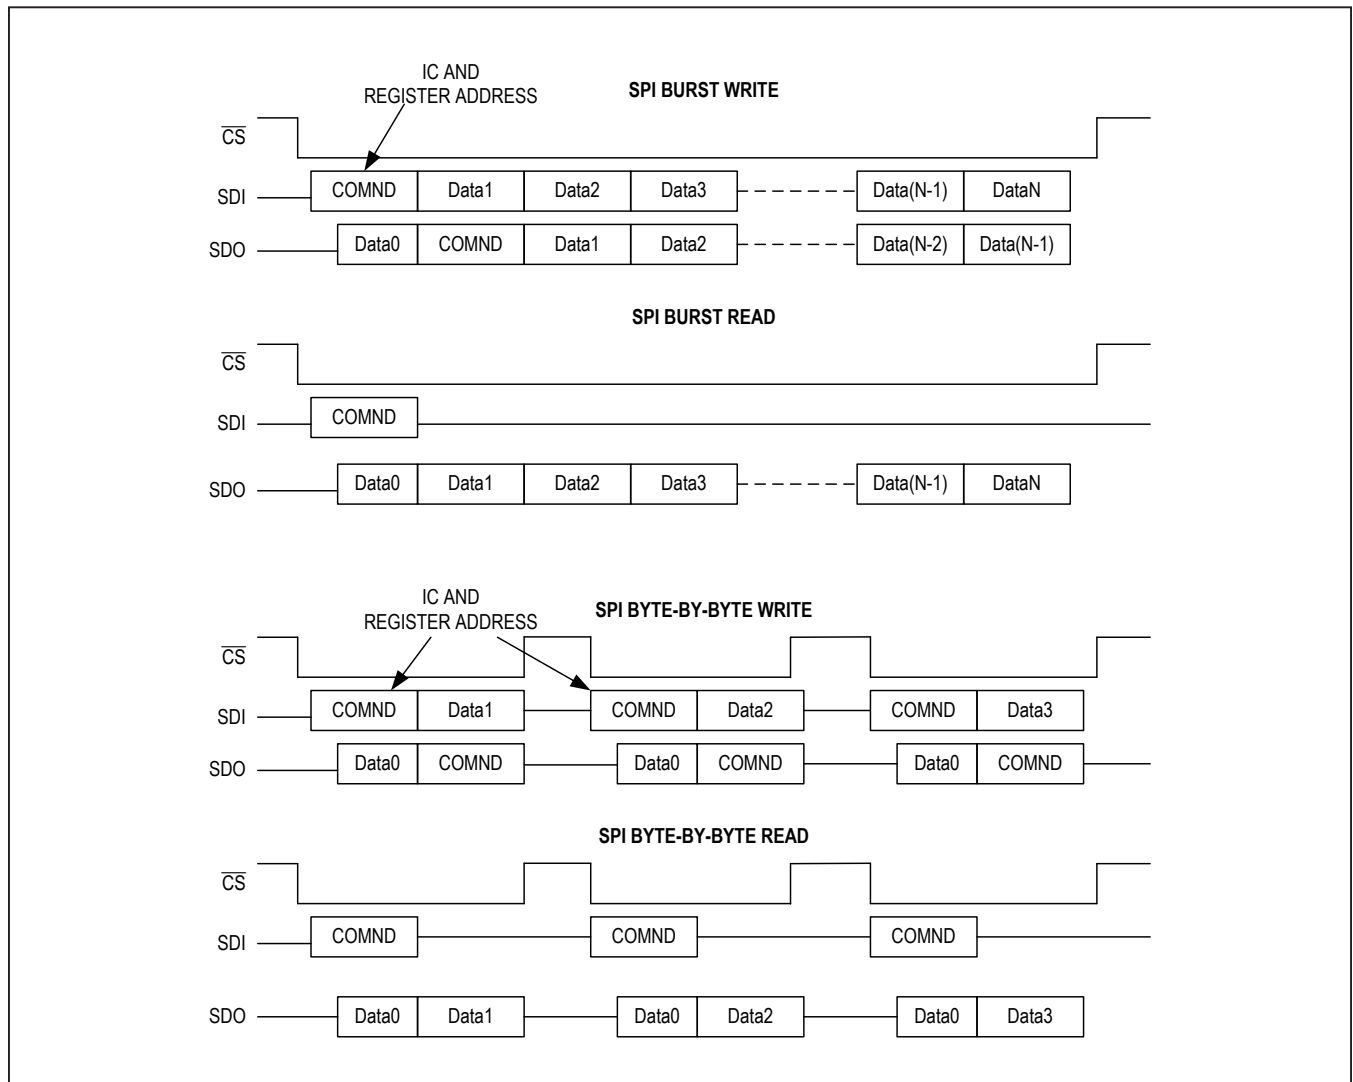 IC AND
REGISTER ADDRESS
SPI BURST WRITE
CS
SDI COMND Data1 Data2 Data3 Data(N-1) DataN
SDO Data0 COMND Data1 Data2 Data(N-2) Data(N-1)
SPI BURST READ
CS
SDI COMND
SDO Data0 Data1 Data2 Data3 Data(N-1) DataN
IC AND
REGISTER ADDRESS
SPI BYTE-BY-BYTE WRITE
CS
SDI COMND Data1 COMND Data2 COMND Data3
SDO Data0 COMND Data0 COMND Data0 COMND
SPI BYTE-BY-BYTE READ
CS
SDI COMND COMND COMND
SDO Data0 Data1 Data0 Data2 Data0 Data3